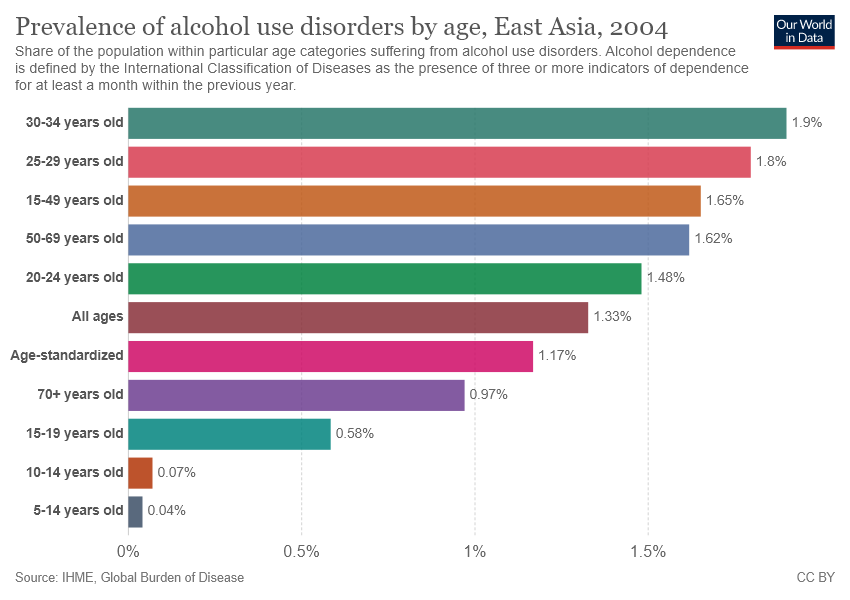 Prevalence of alcohol use disorders by age, East Asia, 2004
Our World
in Data
Share of the population within particular age categories suffering from alcohol use disorders. Alcohol dependence
is defined by the International Classification of Diseases as the presence of three or more indicators of dependence
for at least a month within the previous year.
30-34 years old 1.9%
25-29 years old 1.8%
15-49 years old 1.65%
50-69 years old 1.62%
20-24 years old 1.48%
All ages 1.33%
Age-standardized 1.17%
70+ years old 0.97%
15-19 years old 0.58%
10-14 years old 0.07%
5-14 years old 0.04%
0% 0.5% 1% 1.5%
Source: IHME, Global Burden of Disease CC BY